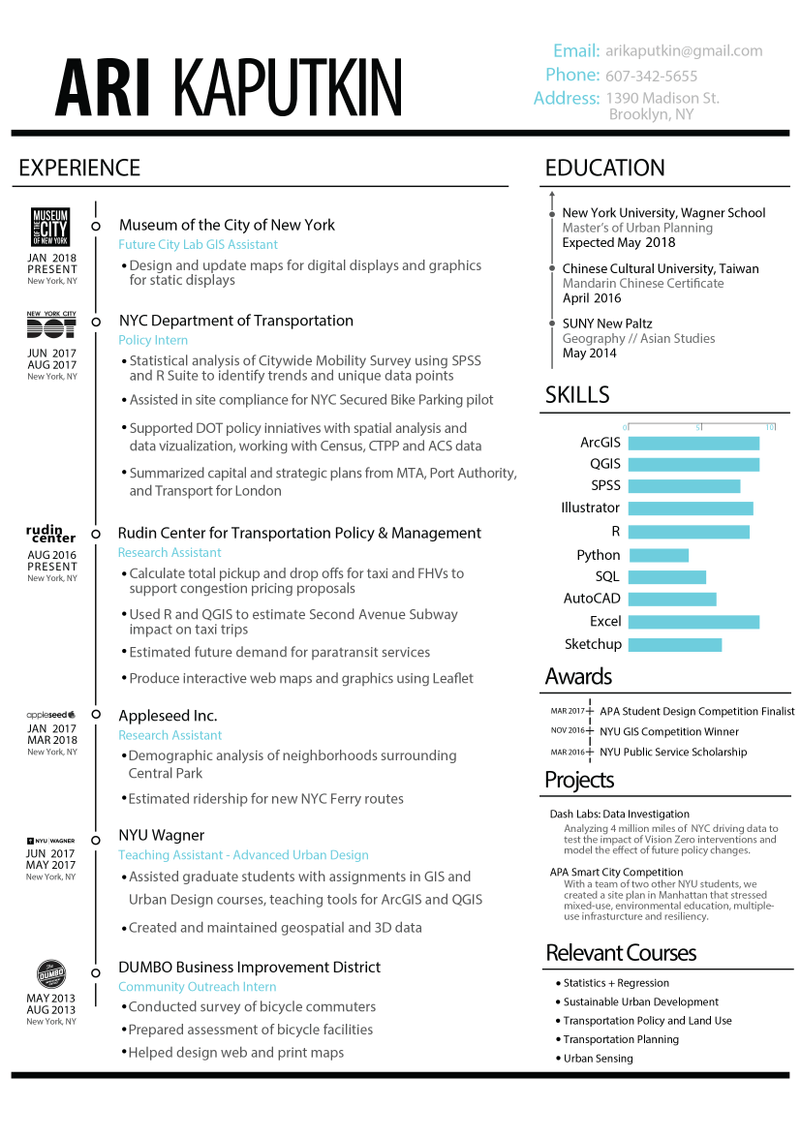 ARI KAPUTKIN
Email: arikaputkin@gmail.com
Phone: 607-342-5655
Address: 1390 Madison St.
Brooklyn, NY
EXPERIENCE
MUSEUM
OF THE
CITY
OF NEW YORK
JAN 2018
PRESENT
New York, NY
Museum of the City of New York
Future City Lab GIS Assistant
• Design and update maps for digital displays and graphics
for static displays
NEW YORK CITY
DOT
JUN 2017
AUG 2017
New York, NY
NYC Department of Transportation
Policy Intern
• Statistical analysis of Citywide Mobility Survey using SPSS
and R Suite to identify trends and unique data points
• Assisted in site compliance for NYC Secured Bike Parking pilot
• Supported DOT policy inniatives with spatial analysis and
data vizualization, working with Census, CTPP and ACS data
• Summarized capital and strategic plans from MTA, Port Authority,
and Transport for London
rudin
center
AUG 2016
PRESENT
New York, NY
Rudin Center for Transportation Policy & Management
Research Assistant
• Calculate total pickup and drop offs for taxi and FHVs to
support congestion pricing proposals
• Used R and QGIS to estimate Second Avenue Subway
impact on taxi trips
• Estimated future demand for paratransit services
• Produce interactive web maps and graphics using Leaflet
appleseed
JAN 2017
MAR 2018
New York, NY
Appleseed Inc.
Research Assistant
• Demographic analysis of neighborhoods surrounding
Central Park
• Estimated ridership for new NYC Ferry routes
NYU WAGNER
JUN 2017
MAY 2017
New York, NY
NYU Wagner
Teaching Assistant - Advanced Urban Design
• Assisted graduate students with assignments in GIS and
Urban Design courses, teaching tools for ArcGIS and QGIS
• Created and maintained geospatial and 3D data
The
DUMBO
MAY 2013
AUG 2013
New York, NY
DUMBO Business Improvement District
Community Outreach Intern
• Conducted survey of bicycle commuters
• Prepared assessment of bicycle facilities
• Helped design web and print maps
EDUCATION
New York University, Wagner School
Master's of Urban Planning
Expected May 2018
Chinese Cultural University, Taiwan
Mandarin Chinese Certificate
April 2016
SUNY New Paltz
Geography // Asian Studies
May 2014
SKILLS
0 5 10
ArcGIS
QGIS
SPSS
Illustrator
R
Python
SQL
AutoCAD
Excel
Sketchup
Awards
MAR 2017 APA Student Design Competition Finalist
NOV 2016 NYU GIS Competition Winner
MAR 2016 NYU Public Service Scholarship
Projects
Dash Labs: Data Investigation
Analyzing 4 million miles of NYC driving data to
test the impact of Vision Zero interventions and
model the effect of future policy changes.
APA Smart City Competition
With a team of two other NYU students, we
created a site plan in Manhattan that stressed
mixed-use, environmental education, multiple-
use infrasturcture and resiliency.
Relevant Courses
• Statistics + Regression
• Sustainable Urban Development
• Transportation Policy and Land Use
• Transportation Planning
• Urban Sensing